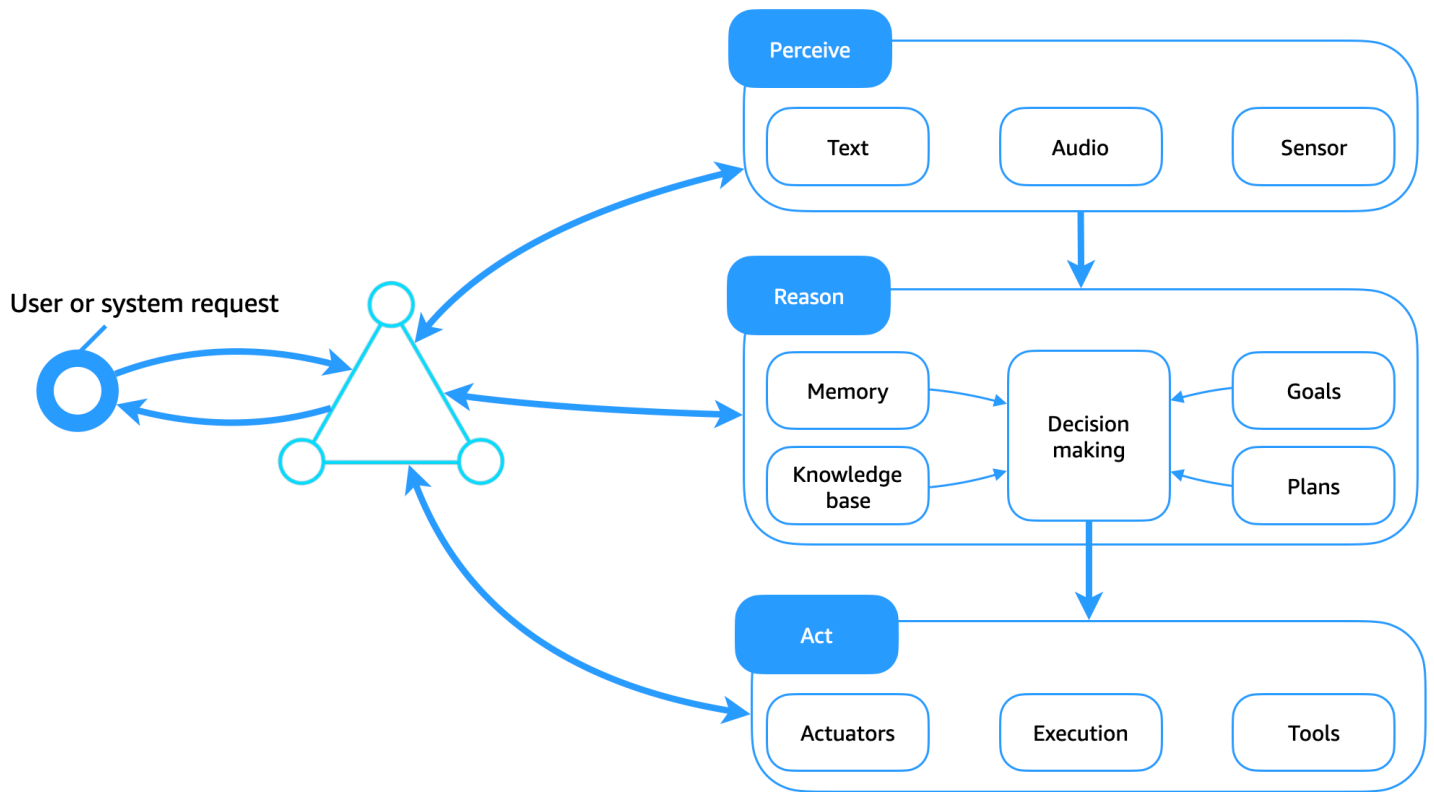 Perceive
Text
Audio
Sensor
User or system request
Reason
Memory
Knowledge
base
Decision
making
Goals
Plans
Act
Actuators
Execution
Tools